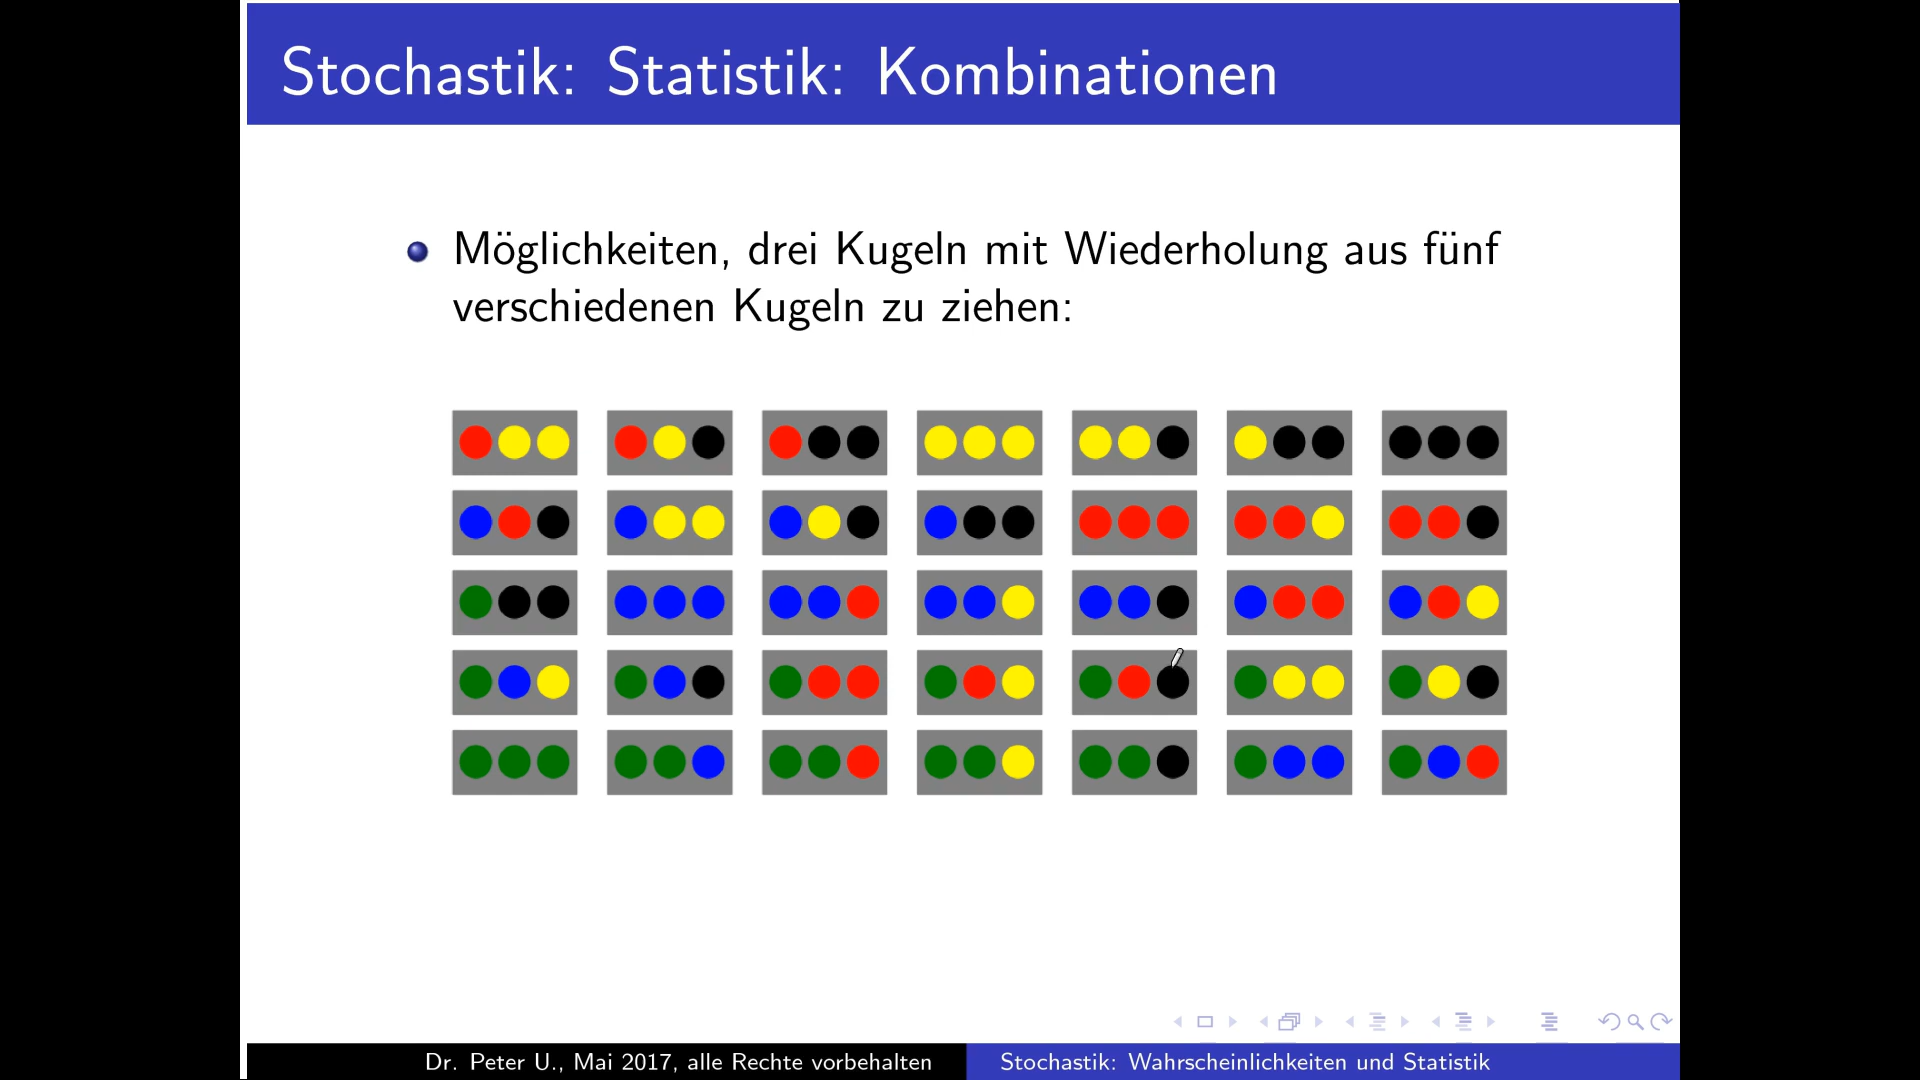 Stochastik: Statistik: Kombinationen
Möglichkeiten, drei Kugeln mit Wiederholung aus fünf
verschiedenen Kugeln zu ziehen:
Dr. Peter U., Mai 2017, alle Rechte vorbehalten
Stochastik: Wahrscheinlichkeiten und Statistik